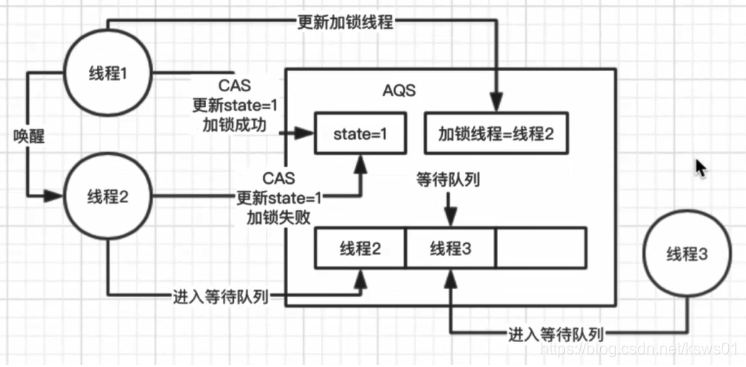 更新加锁线程
线程1
CAS
更新state=1
加锁成功
AQS
state=1
加锁线程=线程2
唤醒
线程2
CAS
更新state=1
加锁失败
等待队列
线程2
线程3
线程3
进入等待队列
进入等待队列
https://blog.csdn.net/ksws01